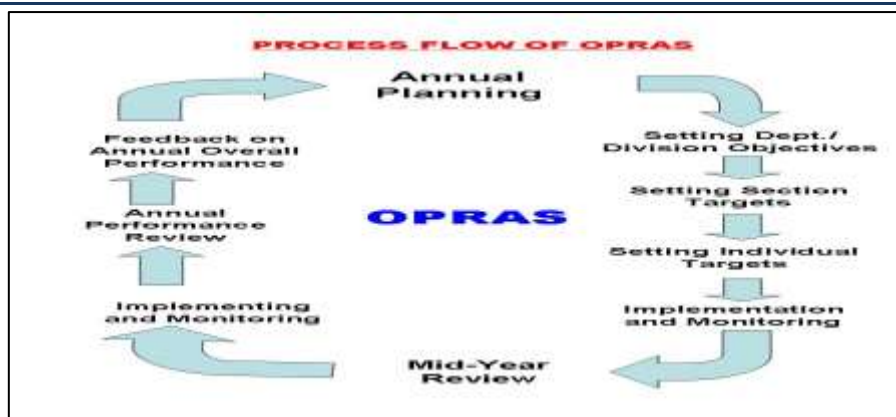 PROCESS FLOW OF OPRAS
Annual
Planning
Setting Dept./
Division Objectives
Setting Section
Targets
Setting Individual
Targets
Implementation
and Monitoring
Mid-Year
Review
Implementing
and Monitoring
Annual
Performance
Review
Feedback on
Annual Overall
Performance
OPRAS